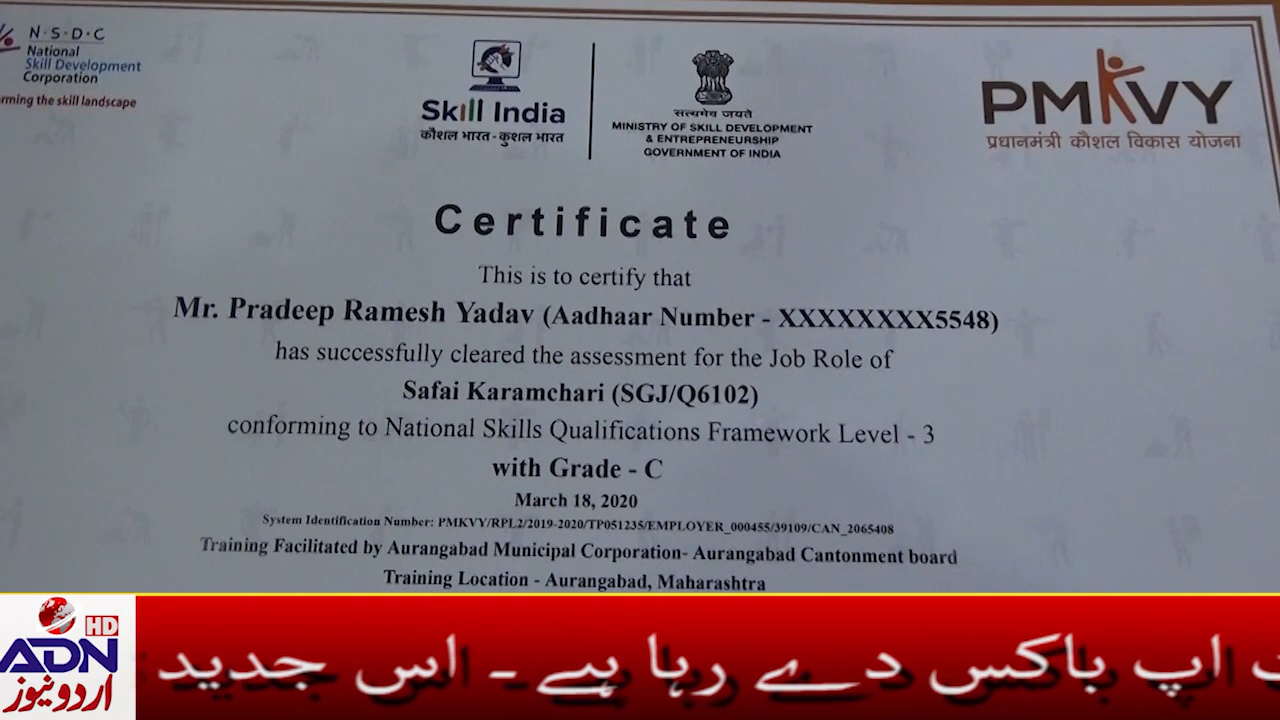 N·S·D·C
National
Skill Development
Corporation
rming the skill landscape
Skill India
कौशल भारत - कुशल भारत
सत्यमेव जयते
MINISTRY OF SKILL DEVELOPMENT
& ENTREPRENEURSHIP
GOVERNMENT OF INDIA
PMKVY
प्रधानमंत्री कौशल विकास योजना
Certificate
This is to certify that
Mr. Pradeep Ramesh Yadav (Aadhaar Number - XXXXXXXX5548)
has successfully cleared the assessment for the Job Role of
Safai Karamchari (SGJ/Q6102)
conforming to National Skills Qualifications Framework Level - 3
with Grade - C
March 18, 2020
System Identification Number: PMKVY/RPL2/2019-2020/TP051235/EMPLOYER_000455/39109/CAN_2065408
Training Facilitated by Aurangabad Municipal Corporation- Aurangabad Cantonment board
Training Location - Aurangabad, Maharashtra
HD
ADN
اردو نیوز
اپ باکس دے رہا ہے۔ اس جدید